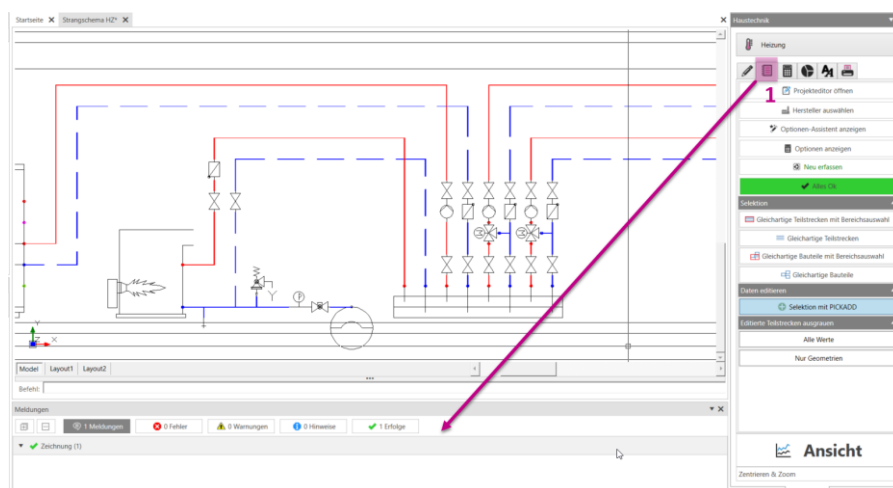 Startseite X Strangschema HZ* X
Haustechnik
Heizung
1
Projekteditor öffnen
Hersteller auswählen
Optionen-Assistent anzeigen
Optionen anzeigen
Neu erfassen
Alles Ok
Selektion
Gleichartige Teilstrecken mit Bereichsauswahl
Gleichartige Teilstrecken
Gleichartige Bauteile mit Bereichsauswahl
Gleichartige Bauteile
Daten editieren
Selektion mit PICKADD
Editierte Teilstrecken ausgrauen
Alle Werte
Nur Geometrien
Ansicht
Zentrieren & Zoom
Y
Z
X
Model Layout1 Layout2
Befehl:
Meldungen
1 Meldungen 0 Fehler 0 Warnungen 0 Hinweise 1 Erfolge
Zeichnung (1)